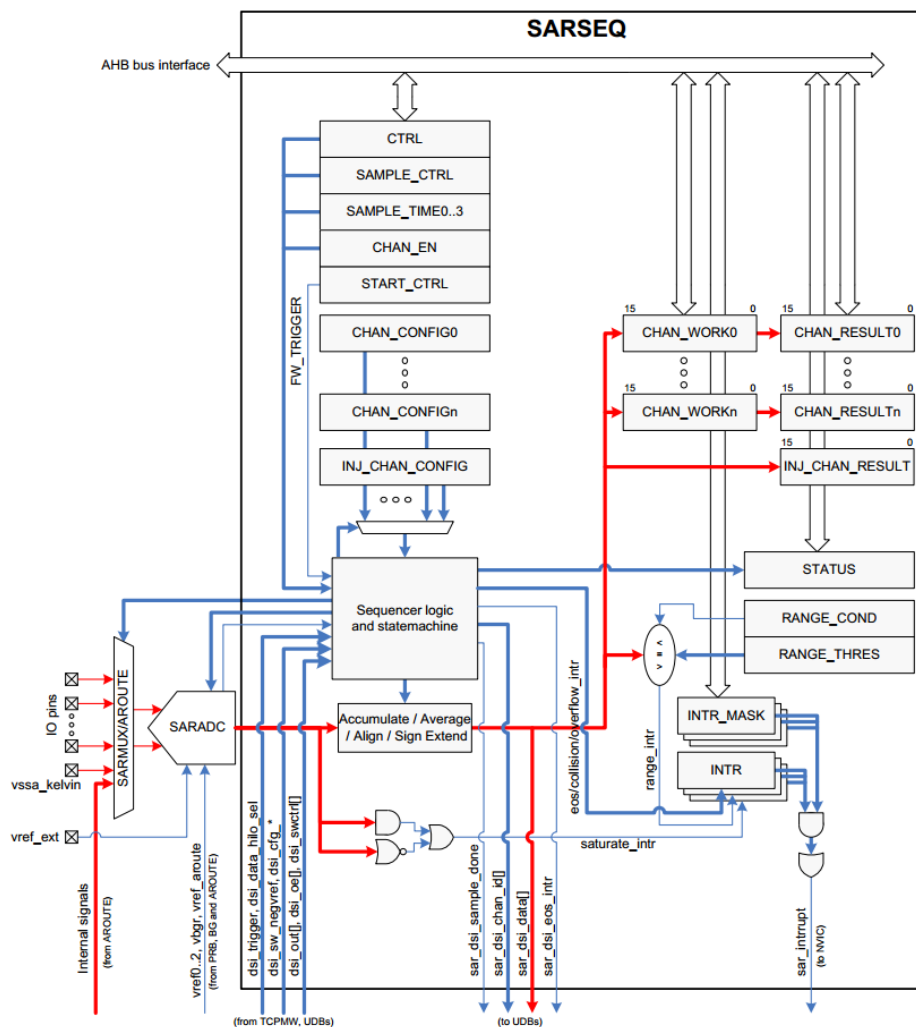 SARSEQ
AHB bus interface
CTRL
SAMPLE_CTRL
SAMPLE_TIME0..3
CHAN_EN
START_CTRL
FW_TRIGGER
CHAN_CONFIG0
CHAN_CONFIGn
INJ_CHAN_CONFIG
15
0
CHAN_WORK0
15
0
CHAN_RESULT0
15
0
CHAN_WORKn
15
0
CHAN_RESULTn
15
0
INJ_CHAN_RESULT
Sequencer logic
and statemachine
STATUS
RANGE_COND
RANGE_THRES
< = >
SARMUX/AROUTE
IO pins
vssa_kelvin
vref_ext
SARADC
Accumulate / Average
/ Align / Sign Extend
eos/collision/overflow_intr
range_intr
INTR_MASK
INTR
saturate_intr
Internal signals
(from AROUTE)
vref0..2, vbgr, vref_aroute
(from PRB, BG and AROUTE)
dsi_trigger, dsi_data_hilo_sel
dsi_sw_negvref, dsi_cfg_*
dsi_out[], dsi_oe[], dsi_swctrl[]
sar_dsi_sample_done
sar_dsi_chan_id[]
sar_dsi_data[]
sar_dsi_eos_intr
sar_intrrupt
(to NVIC)
(from TCPMW, UDBs)
(to UDBs)